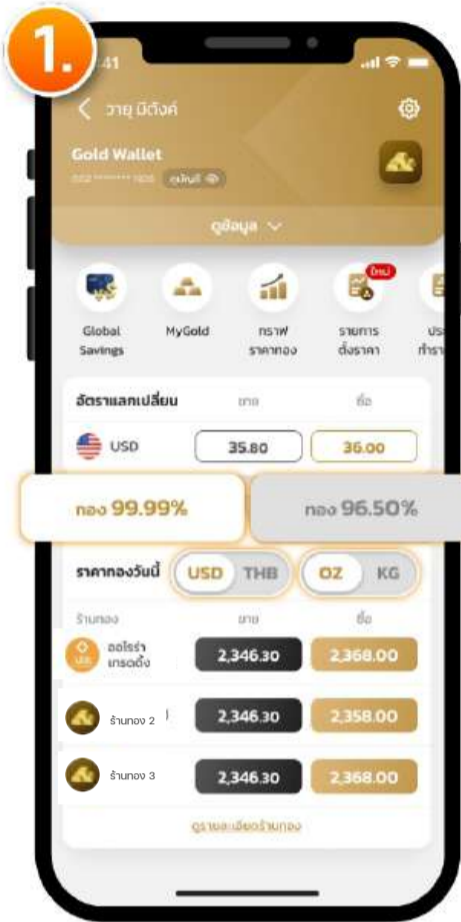 1.
41
วายุ มีตังค์
Gold Wallet
ดูบัญชี
ดูข้อมูล
ใหม่
Global Savings
MyGold
กราฟ ราคาทอง
รายการ ตั้งราคา
อัตราแลกเปลี่ยน ขาย ซื้อ
USD 35.80 36.00
ทอง 99.99% ทอง 96.50%
ราคาทองวันนี้ USD THB OZ KG
ร้านทอง ขาย ซื้อ
ออโรร่า เทรดดิ้ง 2,346.30 2,368.00
ร้านทอง 2 2,346.30 2,358.00
ร้านทอง 3 2,346.30 2,368.00
ดูรายละเอียดร้านทอง